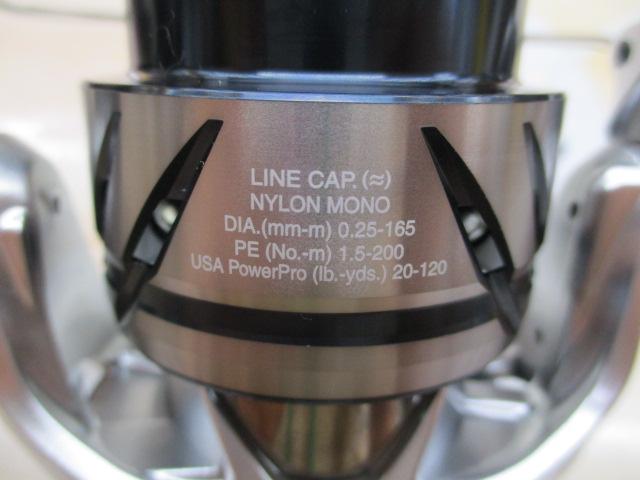 LINE CAP. (≈)
NYLON MONO
DIA.(mm-m) 0.25-165
PE (No.-m) 1.5-200
USA PowerPro (lb.-yds.) 20-120